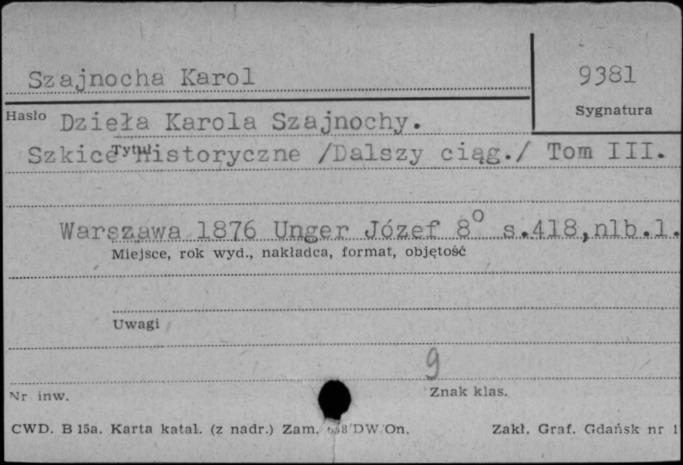 Szajnocha Karol
9381
Hasło
Sygnatura
Dzieła Karola Szajnochy.
Tytuł
Szkice Historyczne /Dalszy ciąg./ Tom III.
Warszawa 1876 Unger Józef 8° s.418,nlb.1.
Miejsce, rok wyd., nakładca, format, objętość
Uwagi
9
Nr inw.
Znak klas.
CWD. B 15a. Karta katal. (z nadr.) Zam. DW/On.
Zakł. Graf. Gdańsk nr 1